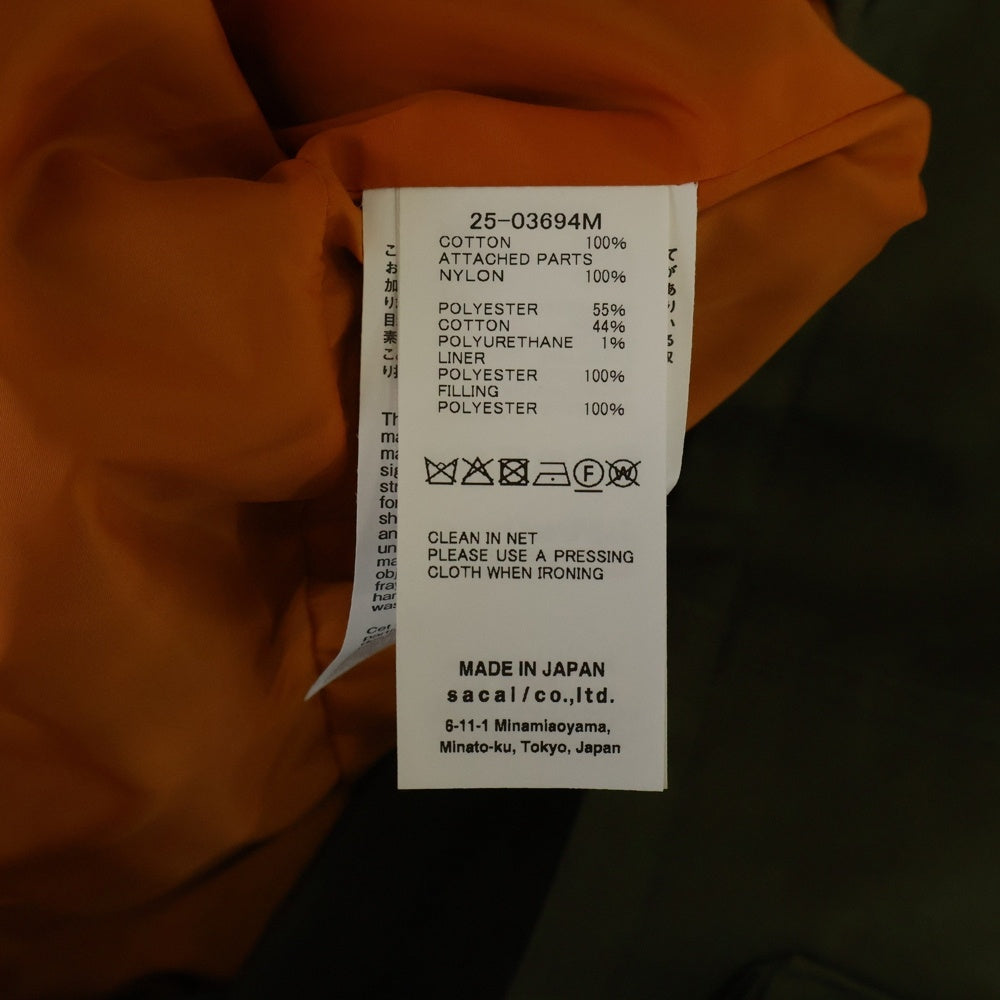 25-03694M
COTTON 100%
ATTACHED PARTS
NYLON 100%
POLYESTER 55%
COTTON 44%
POLYURETHANE 1%
LINER
POLYESTER 100%
FILLING
POLYESTER 100%
F
W
CLEAN IN NET
PLEASE USE A PRESSING
CLOTH WHEN IRONING
MADE IN JAPAN
sacai/co.,ltd.
6-11-1 Minamiaoyama,
Minato-ku, Tokyo, Japan